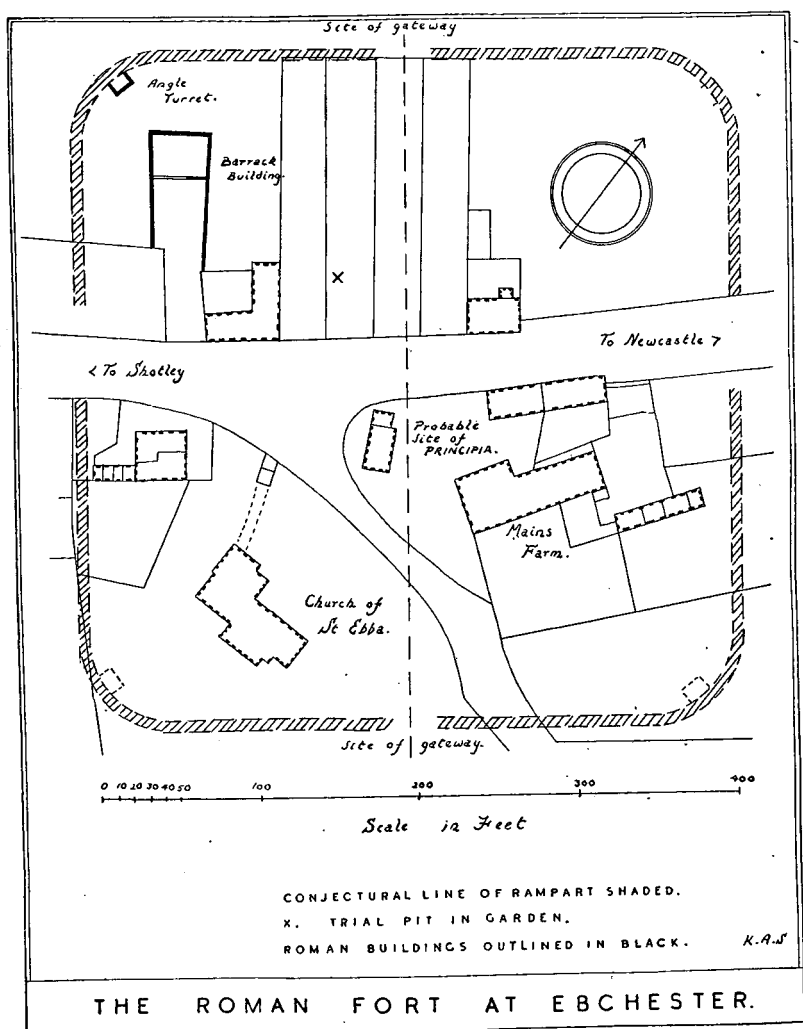 Site of gateway
Angle
Turret.
Barrack
Building.
X
To Newcastle >
< To Shotley
Probable
Site of
PRINCIPIA.
Mains
Farm.
Church of
St Ebba.
Site of gateway.
0 10 20 30 40 50 100 200 300 400
Scale in Feet
CONJECTURAL LINE OF RAMPART SHADED.
X. TRIAL PIT IN GARDEN.
ROMAN BUILDINGS OUTLINED IN BLACK.
K.A.S
THE ROMAN FORT AT EBCHESTER.